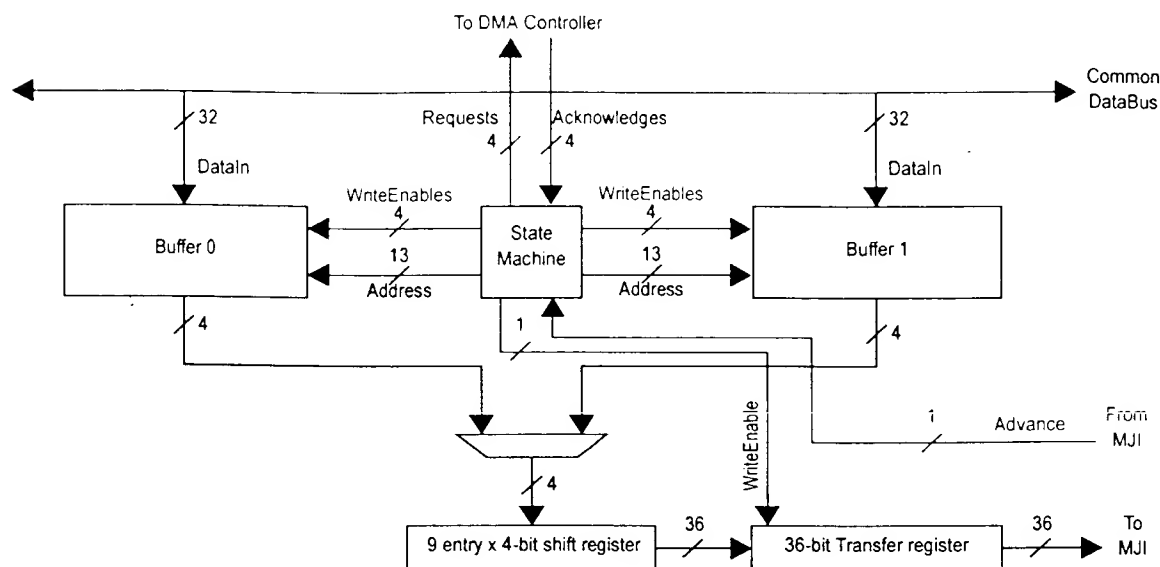 To DMA Controller
Common
DataBus
32
Requests
4
Acknowledges
4
32
DataIn
DataIn
WriteEnables
4
WriteEnables
4
Buffer 0
State
Machine
Buffer 1
13
Address
13
Address
4
1
4
WriteEnable
1
Advance
From
MJI
4
9 entry x 4-bit shift register
36
36-bit Transfer register
36
To
MJI